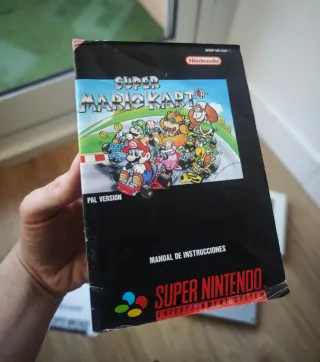 Nintendo
SUPER
MARIO KART
PAL VERSION
MANUAL DE INSTRUCCIONES
SUPER NINTENDO
ENTERTAINMENT SYSTEM